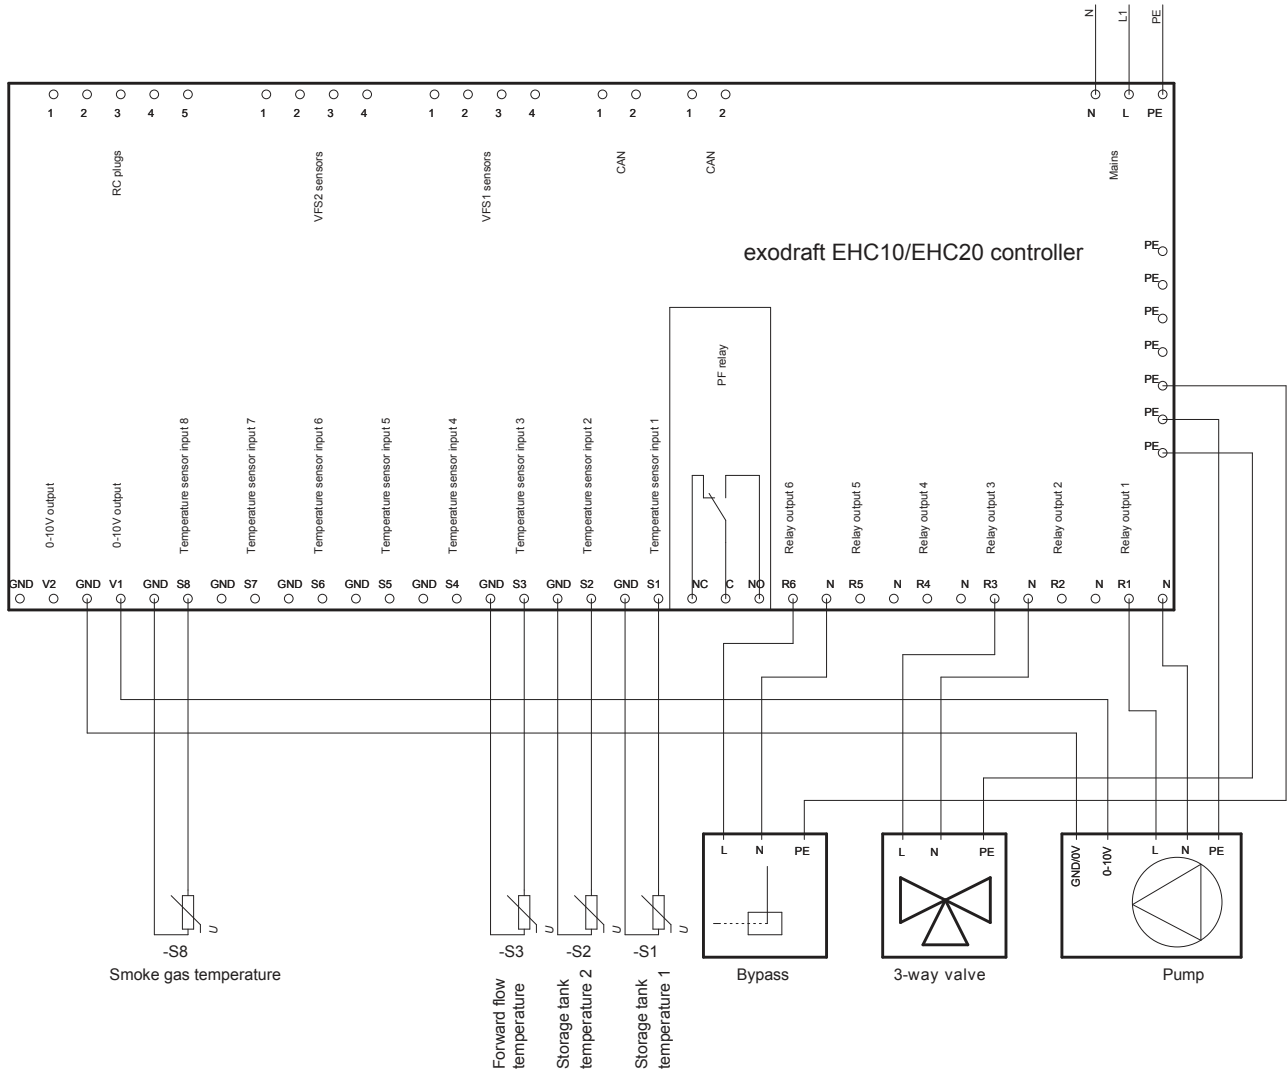 N
L1
PE
1 2 3 4 5
1 2 3 4
1 2 3 4
1 2
1 2
N L PE
RC plugs
VFS2 sensors
VFS1 sensors
CAN
CAN
Mains
exodraft EHC10/EHC20 controller
PE
PE
PE
PE
PE
PE
PE
PF relay
0-10V output
0-10V output
Temperature sensor input 8
Temperature sensor input 7
Temperature sensor input 6
Temperature sensor input 5
Temperature sensor input 4
Temperature sensor input 3
Temperature sensor input 2
Temperature sensor input 1
Relay output 6
Relay output 5
Relay output 4
Relay output 3
Relay output 2
Relay output 1
GND V2 GND V1 GND S8 GND S7 GND S6 GND S5 GND S4 GND S3 GND S2 GND S1 NC C NO R6 N R5 N R4 N R3 N R2 N R1 N
L N PE
L N PE
GND/0V
0-10V
L N PE
U
U
U
U
-S8
Smoke gas temperature
-S3
Forward flow
temperature
-S2
Storage tank
temperature 2
-S1
Storage tank
temperature 1
Bypass
3-way valve
Pump